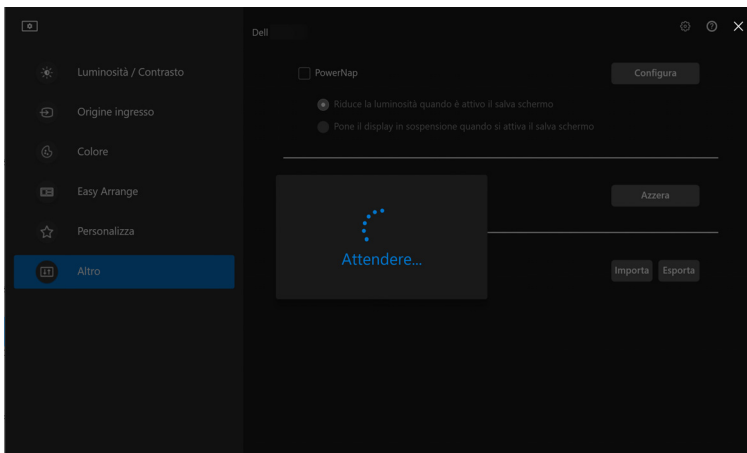 Dell
Luminosità / Contrasto
Origine ingresso
Colore
Easy Arrange
Personalizza
Altro
PowerNap
Configura
Riduce la luminosità quando è attivo il salva schermo
Pone il display in sospensione quando si attiva il salva schermo
Azzera
Attendere...
Importa Esporta